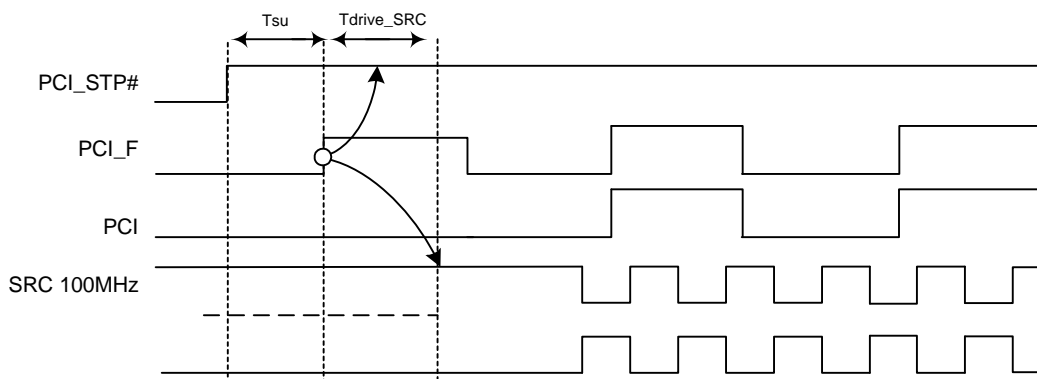 Tsu
Tdrive_SRC
PCI_STP#
PCI_F
PCI
SRC 100MHz